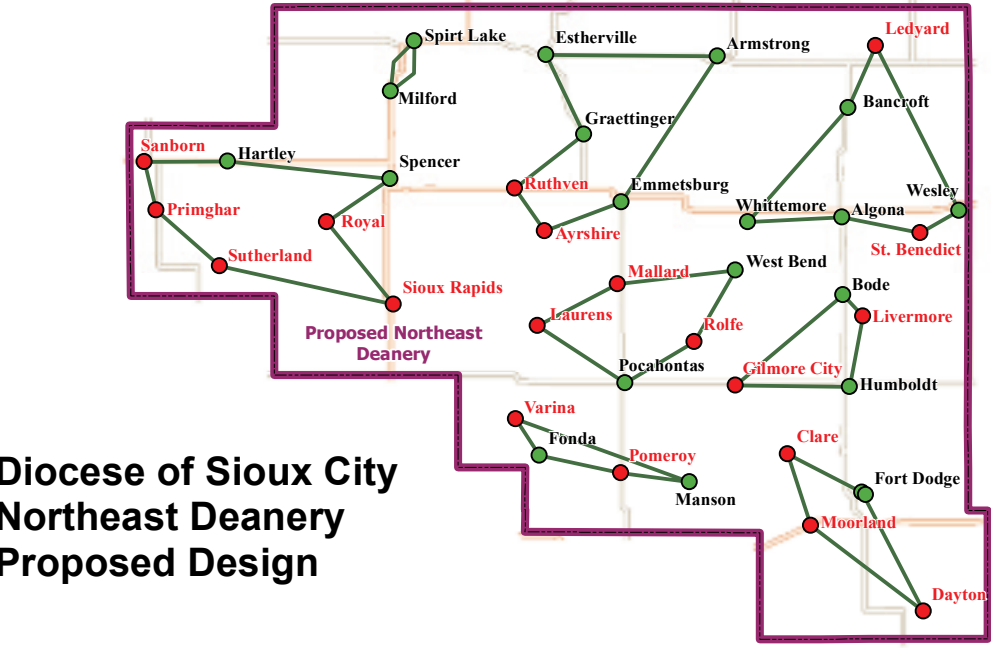 Ledyard
Spirt Lake
Estherville
Armstrong
Milford
Bancroft
Graettinger
Sanborn
Hartley
Spencer
Ruthven
Emmetsburg
Wesley
Primghar
Royal
Ayrshire
Whittemore
Algona
St. Benedict
Sutherland
Mallard
West Bend
Sioux Rapids
Bode
Laurens
Rolfe
Livermore
Proposed Northeast
Deanery
Pocahontas
Gilmore City
Humboldt
Varina
Fonda
Pomeroy
Clare
Manson
Fort Dodge
Moorland
Dayton
Diocese of Sioux City
Northeast Deanery
Proposed Design